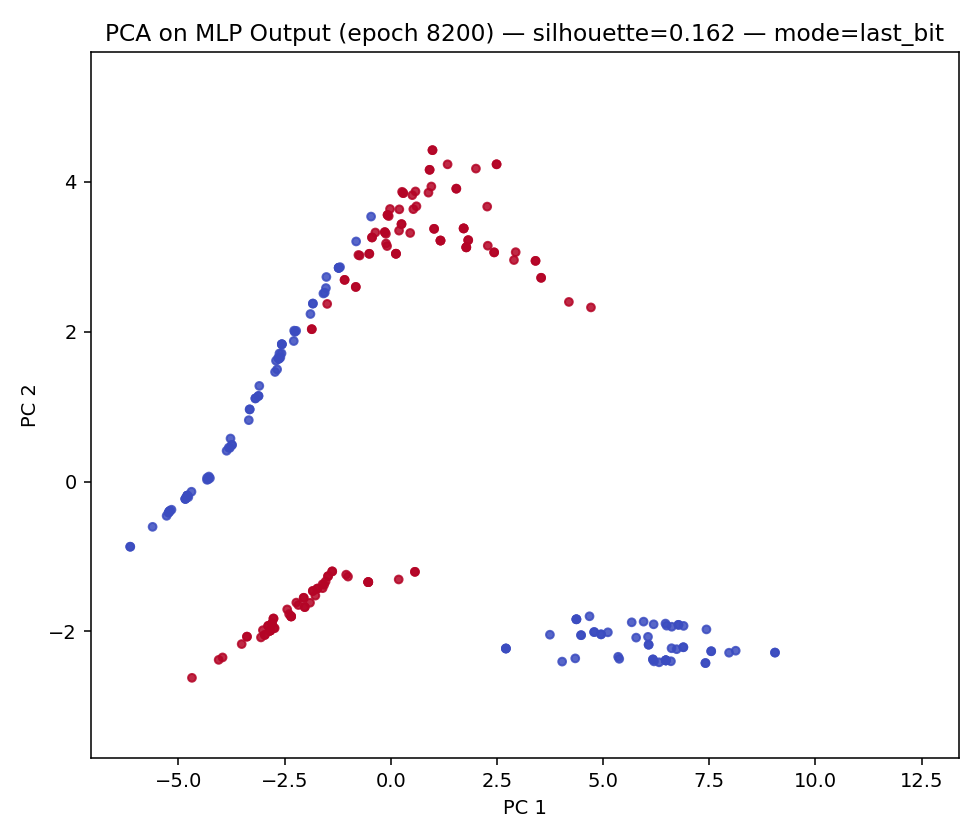 PCA on MLP Output (epoch 8200) — silhouette=0.162 — mode=last_bit
4
2
0
−2
PC 2
−5.0 −2.5 0.0 2.5 5.0 7.5 10.0 12.5
PC 1